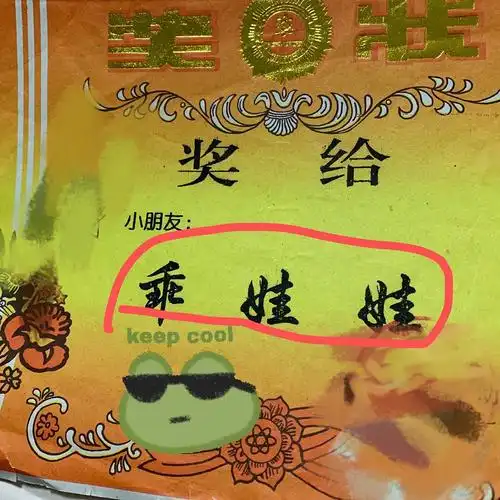 奖状
奖给
小朋友：
乖娃娃
keep cool